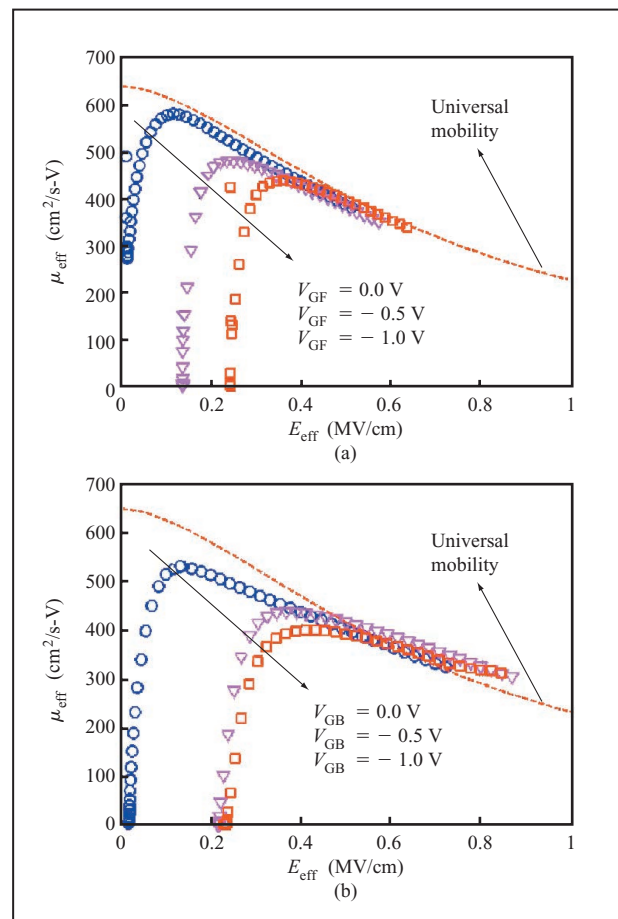 700
600
500
400
300
200
100
0
μeff (cm²/s-V)
Universal
mobility
VGF = 0.0 V
VGF = − 0.5 V
VGF = − 1.0 V
0 0.2 0.4 0.6 0.8 1
Eeff (MV/cm)
(a)
700
600
500
400
300
200
100
0
μeff (cm²/s-V)
Universal
mobility
VGB = 0.0 V
VGB = − 0.5 V
VGB = − 1.0 V
0 0.2 0.4 0.6 0.8 1
Eeff (MV/cm)
(b)